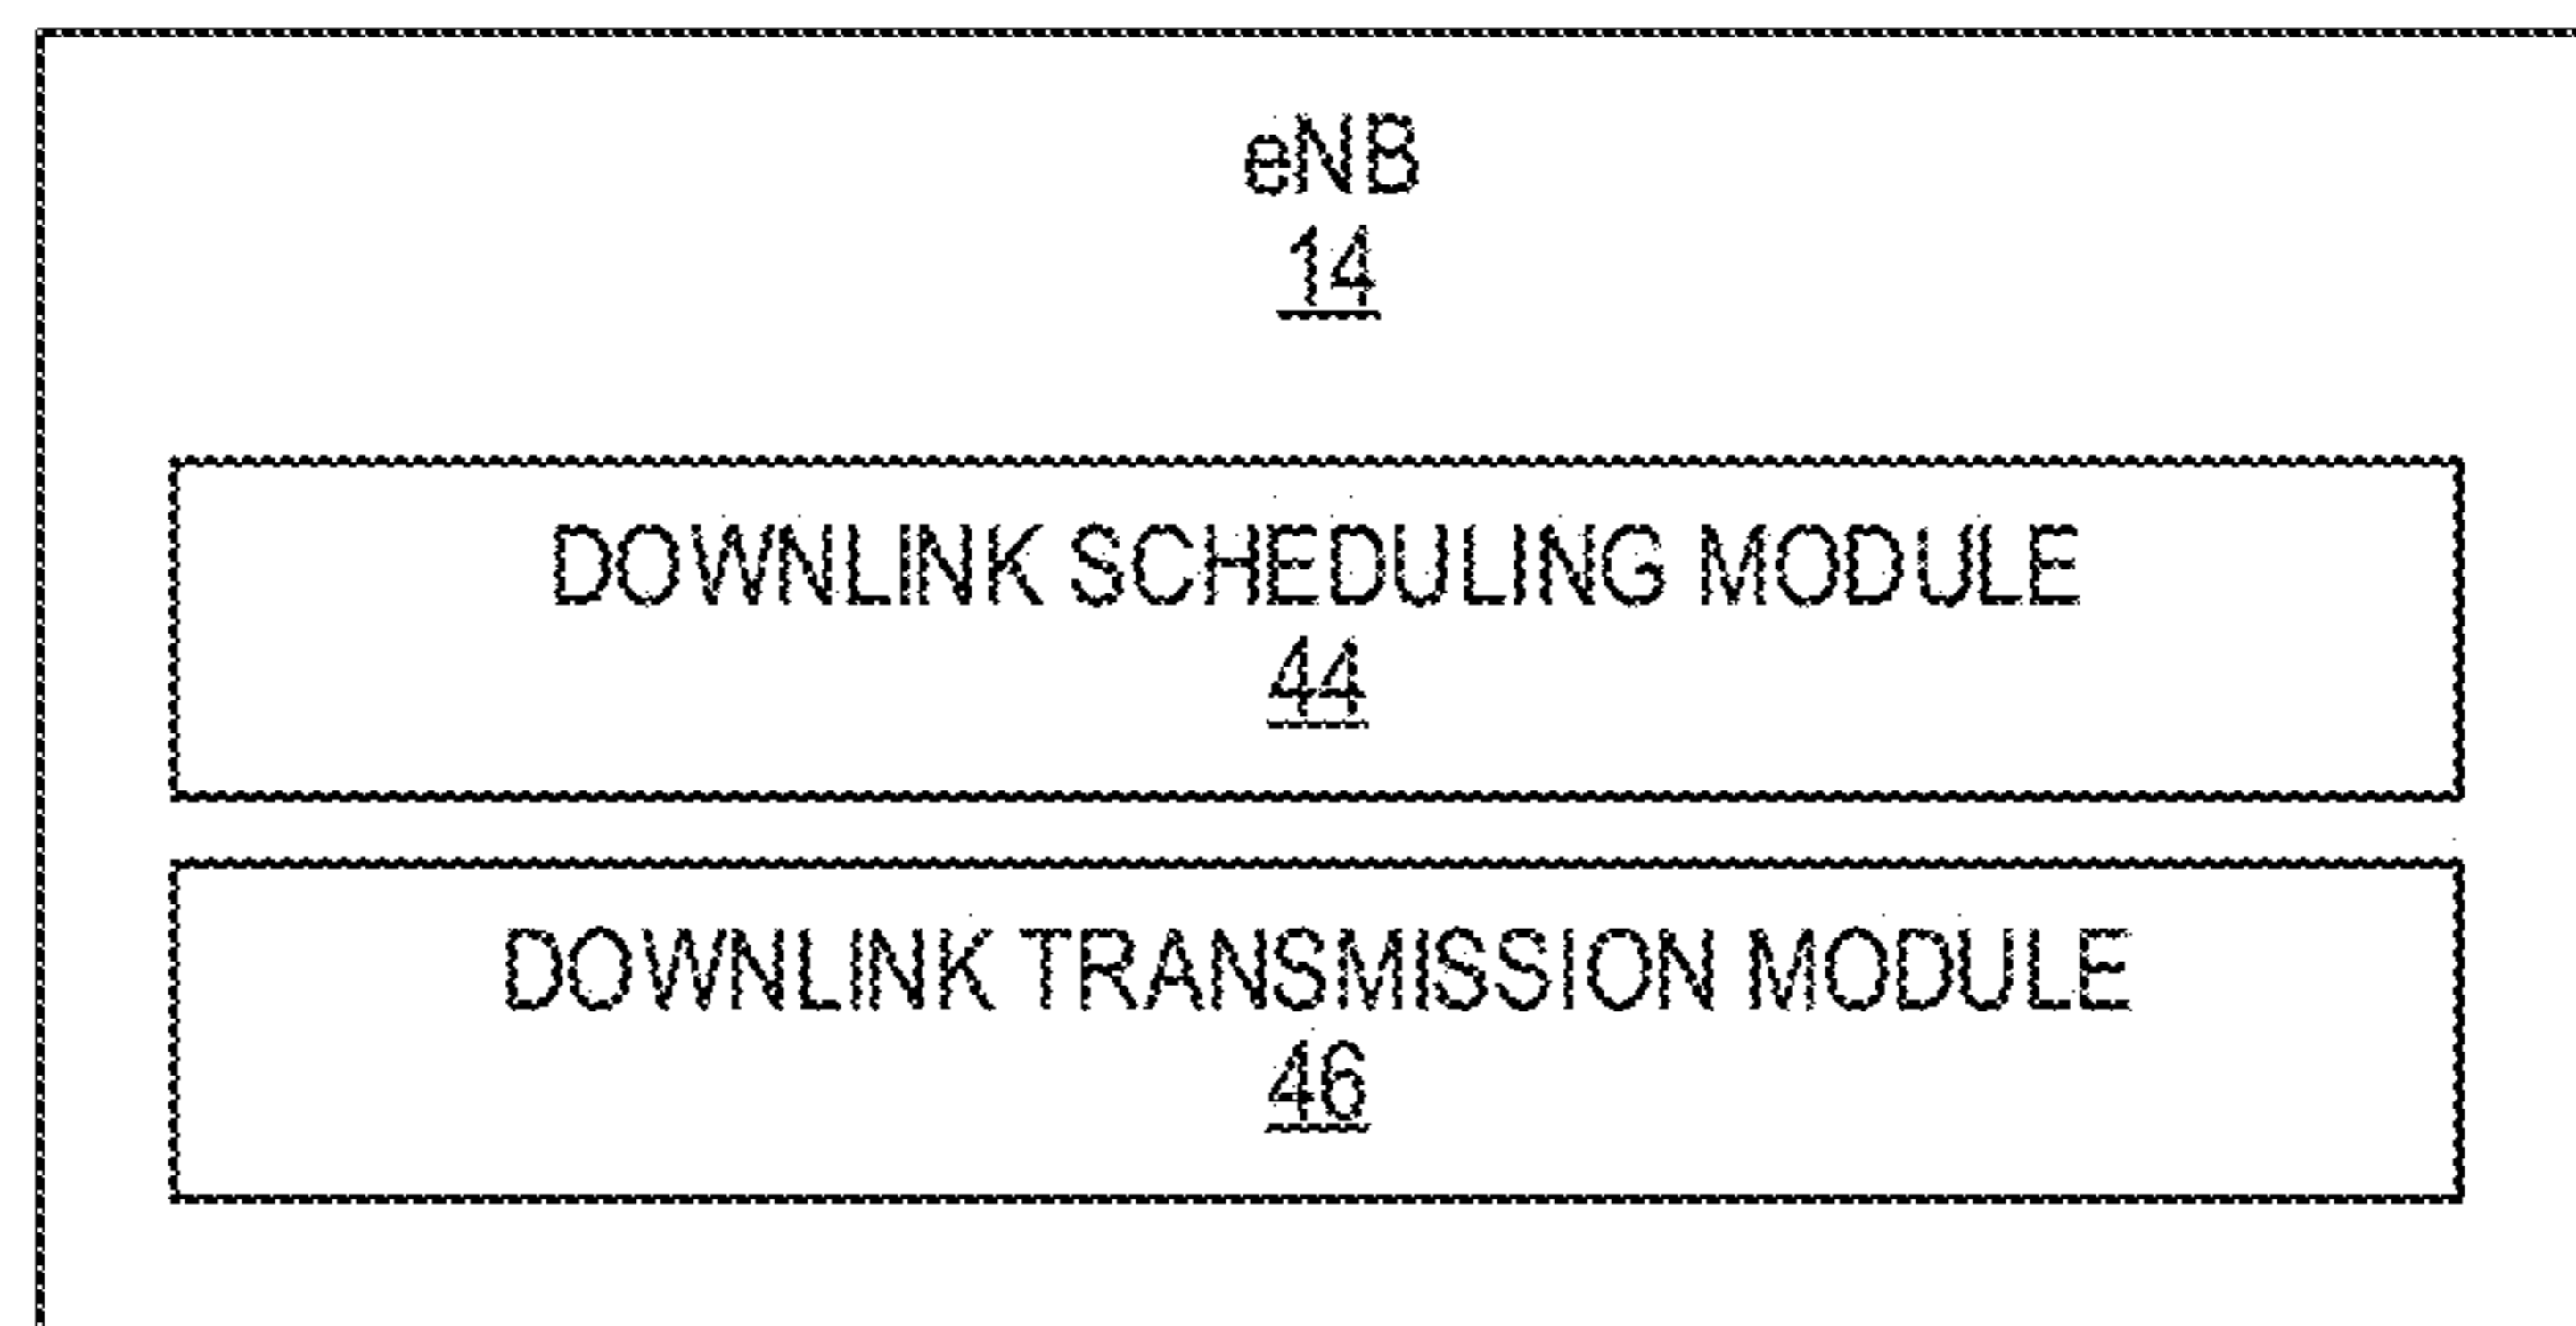 eNB
14
DOWNLINK SCHEDULING MODULE
44
DOWNLINK TRANSMISSION MODULE
46